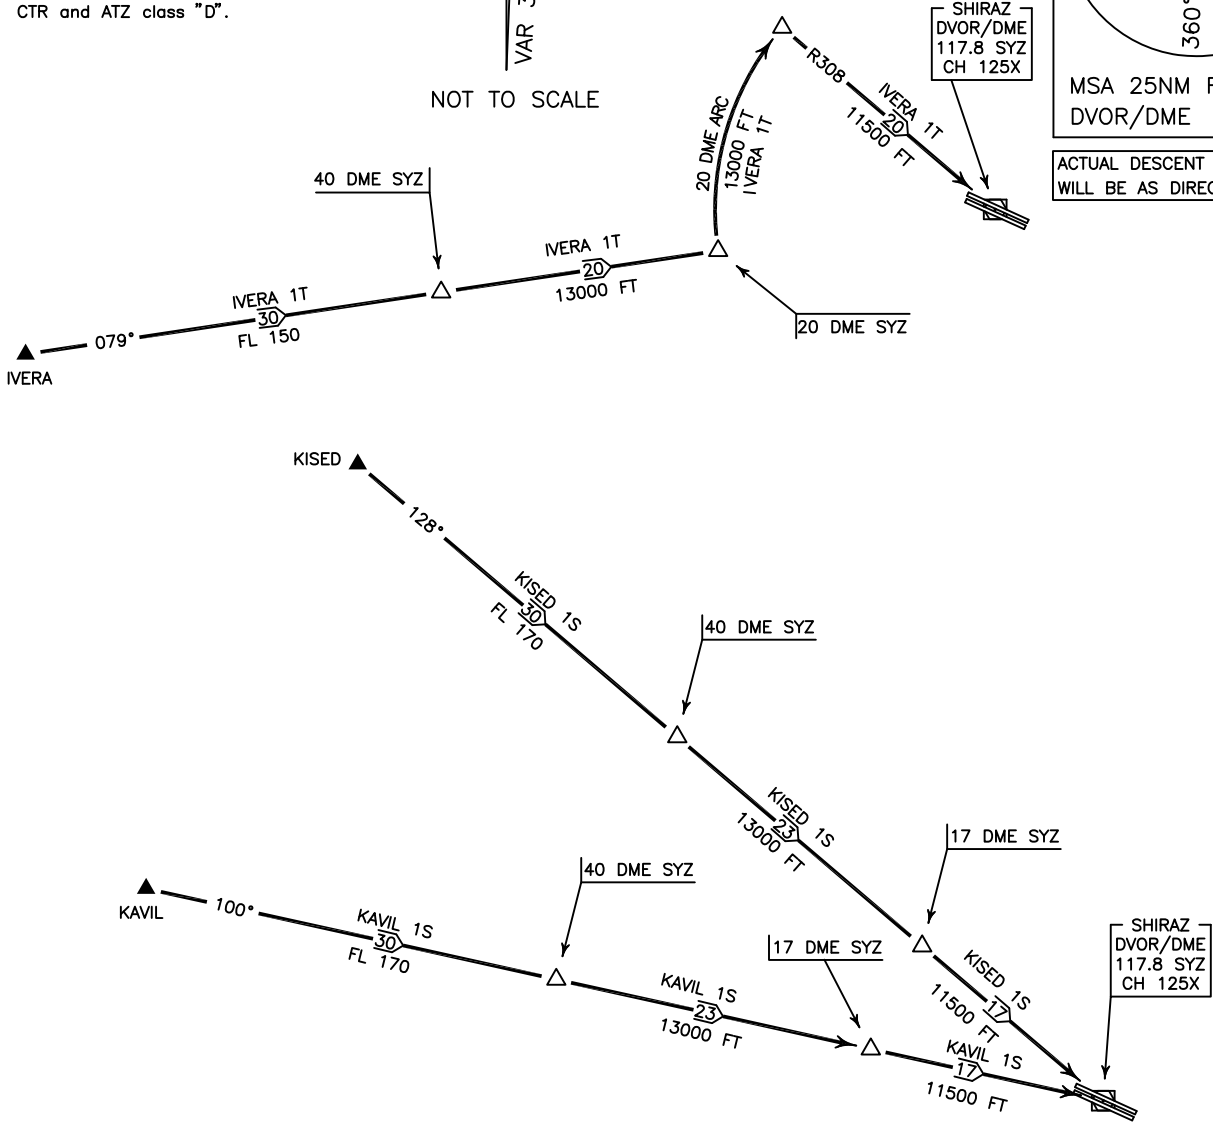 CTR and ATZ class "D".
VAR 3
NOT TO SCALE
SHIRAZ
DVOR/DME
117.8 SYZ
CH 125X
360°
MSA 25NM
DVOR/DME
ACTUAL DESCENT
WILL BE AS
R308
IVERA 1T
20
11500 FT
20 DME ARC
13000 FT
IVERA 1T
40 DME SYZ
IVERA 1T
20
13000 FT
IVERA 1T
30
FL 150
079°
IVERA
20 DME SYZ
KISED
128°
KISED 1S
30
FL 170
40 DME SYZ
KISED 1S
23
13000 FT
17 DME SYZ
40 DME SYZ
KAVIL
100°
KAVIL 1S
30
FL 170
17 DME SYZ
KAVIL 1S
23
13000 FT
KISED 1S
17
11500 FT
KAVIL 1S
17
11500 FT
SHIRAZ
DVOR/DME
117.8 SYZ
CH 125X